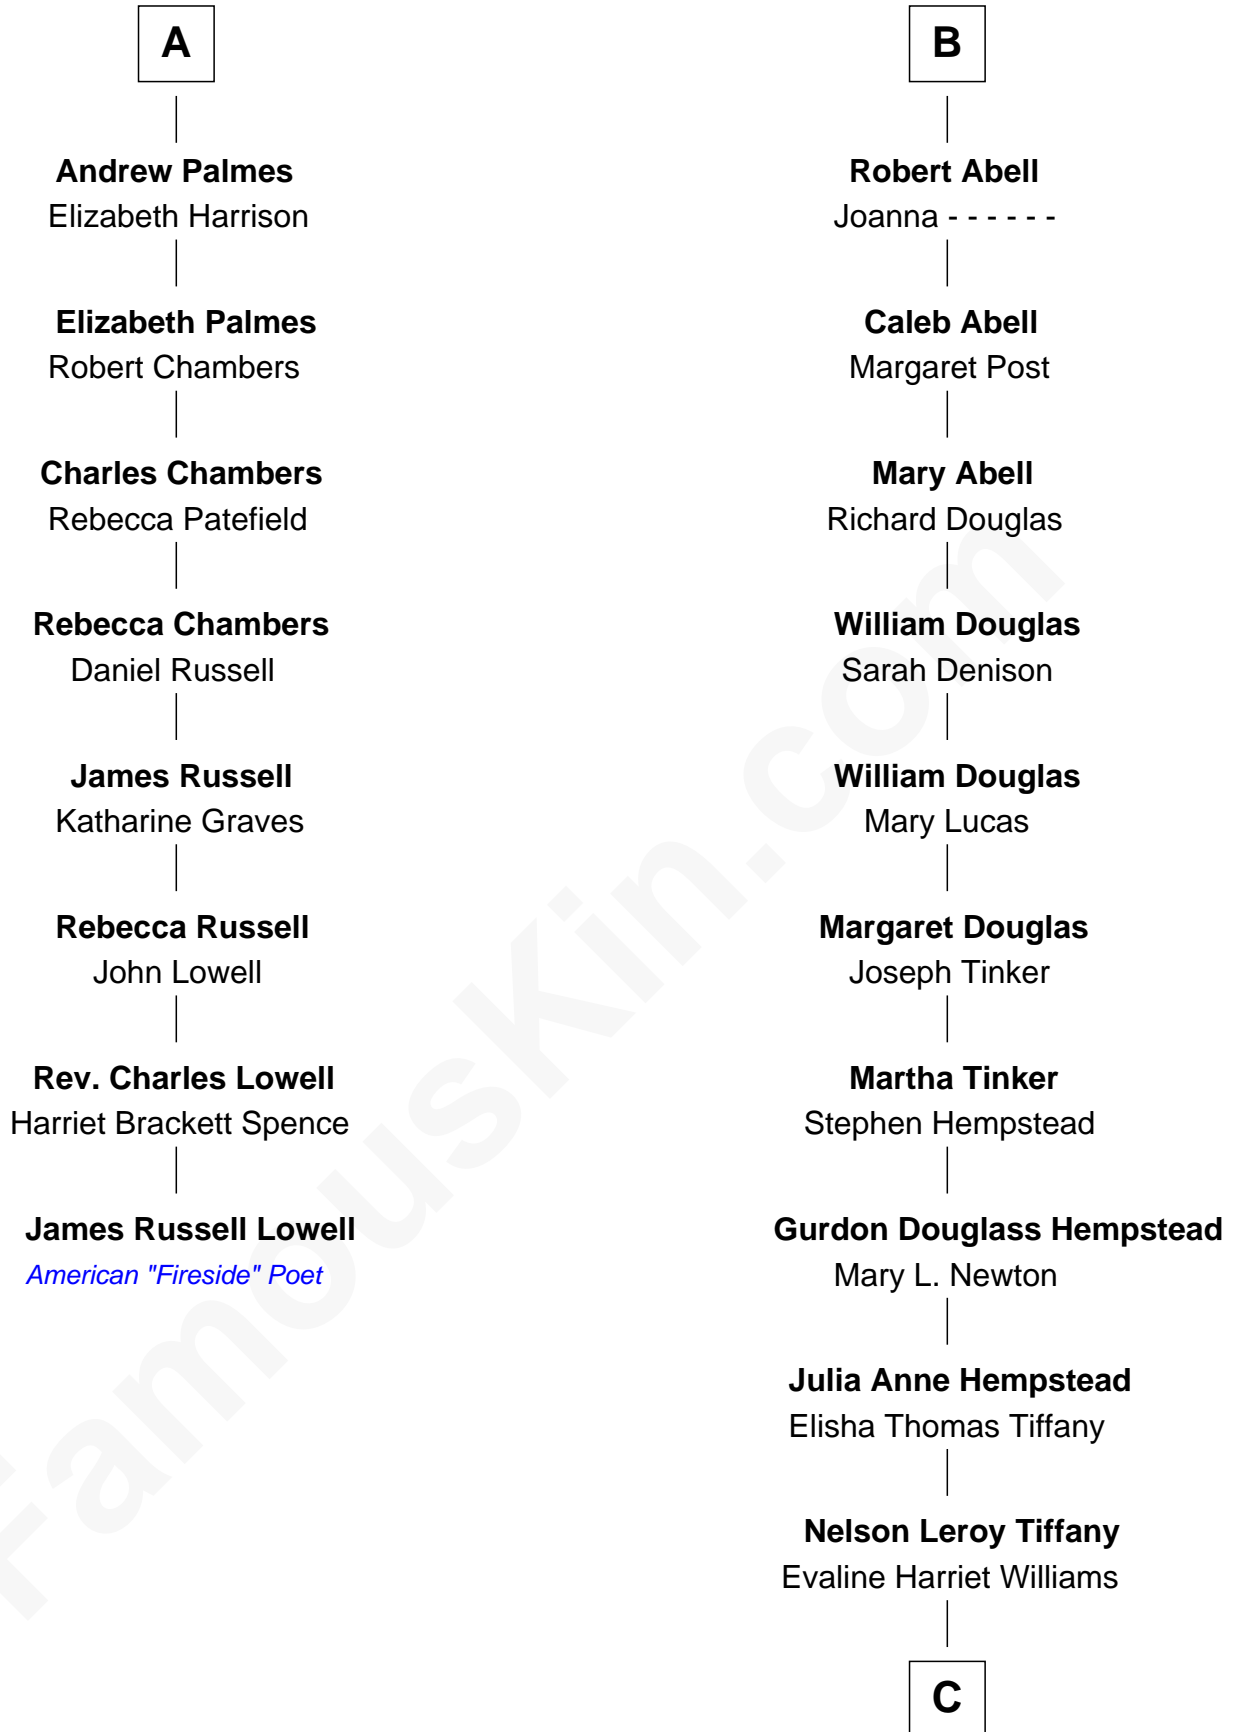 A
Andrew Palmes
Elizabeth Harrison
Elizabeth Palmes
Robert Chambers
Charles Chambers
Rebecca Patefield
Rebecca Chambers
Daniel Russell
James Russell
Katharine Graves
Rebecca Russell
John Lowell
Rev. Charles Lowell
Harriet Brackett Spence
James Russell Lowell
American "Fireside" Poet
B
Robert Abell
Joanna - - - - - -
Caleb Abell
Margaret Post
Mary Abell
Richard Douglas
William Douglas
Sarah Denison
William Douglas
Mary Lucas
Margaret Douglas
Joseph Tinker
Martha Tinker
Stephen Hempstead
Gurdon Douglass Hempstead
Mary L. Newton
Julia Anne Hempstead
Elisha Thomas Tiffany
Nelson Leroy Tiffany
Evaline Harriet Williams
C
FamousKin.com